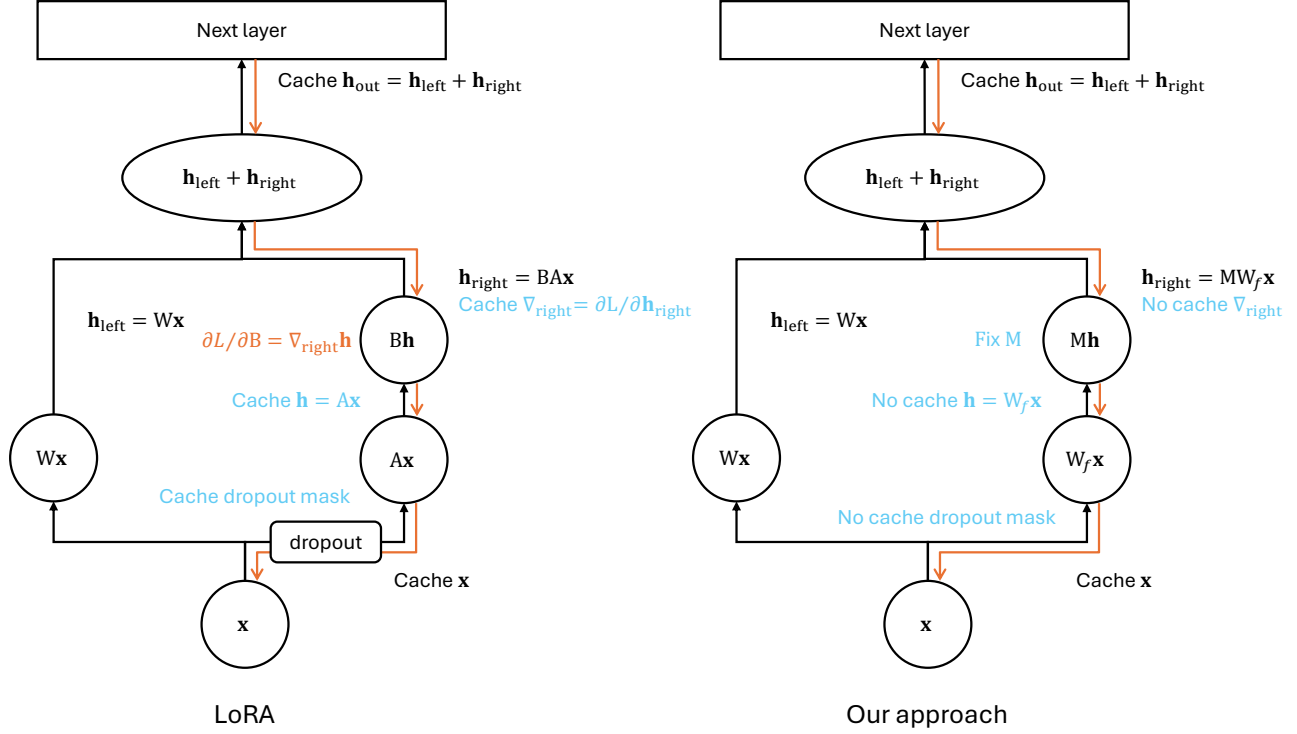 Next layer
Cache h_out = h_left + h_right
h_left + h_right
h_right = BAx
Cache ∇_right = ∂L/∂h_right
h_left = Wx
∂L/∂B = ∇_right h
Bh
Cache h = Ax
Wx
Ax
Cache dropout mask
dropout
Cache x
x
LoRA
Next layer
Cache h_out = h_left + h_right
h_left + h_right
h_right = MW_f x
No cache ∇_right
h_left = Wx
Fix M
Mh
No cache h = W_f x
Wx
W_f x
No cache dropout mask
Cache x
x
Our approach